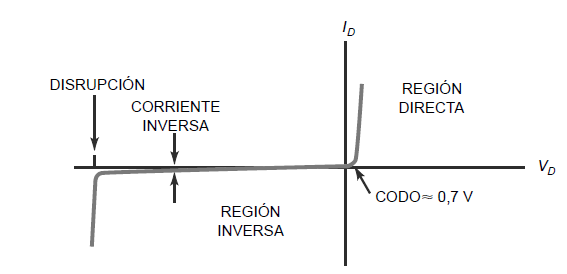 I_D
DISRUPCIÓN
CORRIENTE
INVERSA
REGIÓN
DIRECTA
V_D
CODO≈ 0,7 V
REGIÓN
INVERSA